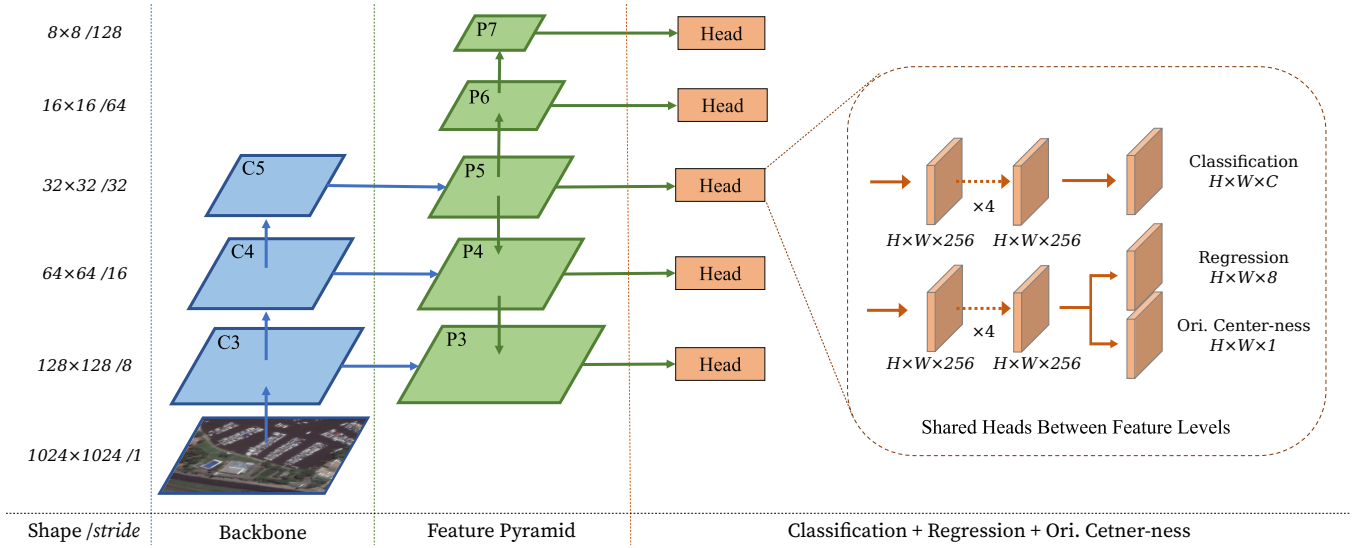 8×8 /128
P7
Head
16×16 /64
P6
Head
32×32 /32
C5
P5
Head
64×64 /16
C4
P4
Head
128×128 /8
C3
P3
Head
1024×1024 /1
×4
H×W×256 H×W×256
Classification
H×W×C
×4
H×W×256 H×W×256
Regression
H×W×8
Ori. Center-ness
H×W×1
Shared Heads Between Feature Levels
Shape /stride
Backbone
Feature Pyramid
Classification + Regression + Ori. Cetner-ness